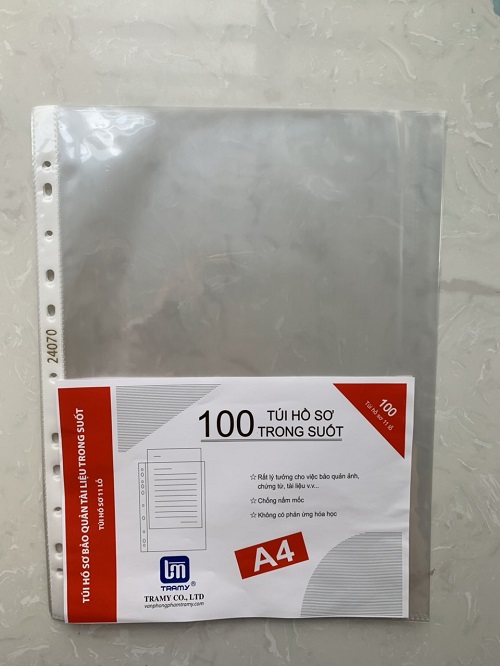 24070
TÚI HỒ SƠ BẢO QUẢN TÀI LIỆU TRONG SUỐT
TÚI HỒ SƠ 11 LỖ
100
TÚI HỒ SƠ
TRONG SUỐT
100
Túi hồ sơ 11 lỗ
☆ Rất lý tưởng cho việc bảo quản ảnh,
chứng từ, tài liệu v.v...
☆ Chống nấm mốc
☆ Không có phản ứng hóa học
A4
TM
TRAMY ®
TRAMY CO., LTD
vanphongphamtramy.com